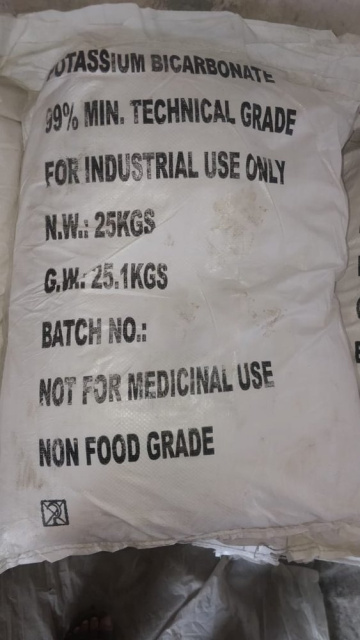 POTASSIUM BICARBONATE
99% MIN. TECHNICAL GRADE
FOR INDUSTRIAL USE ONLY
N.W.: 25KGS
G.W.: 25.1KGS
BATCH NO.:
NOT FOR MEDICINAL USE
NON FOOD GRADE